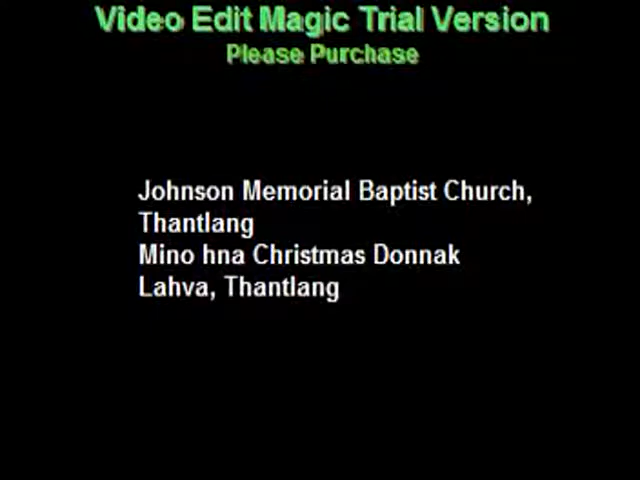 Video Edit Magic Trial Version
Please Purchase
Johnson Memorial Baptist Church,
Thantlang
Mino hna Christmas Donnak
Lahva, Thantlang